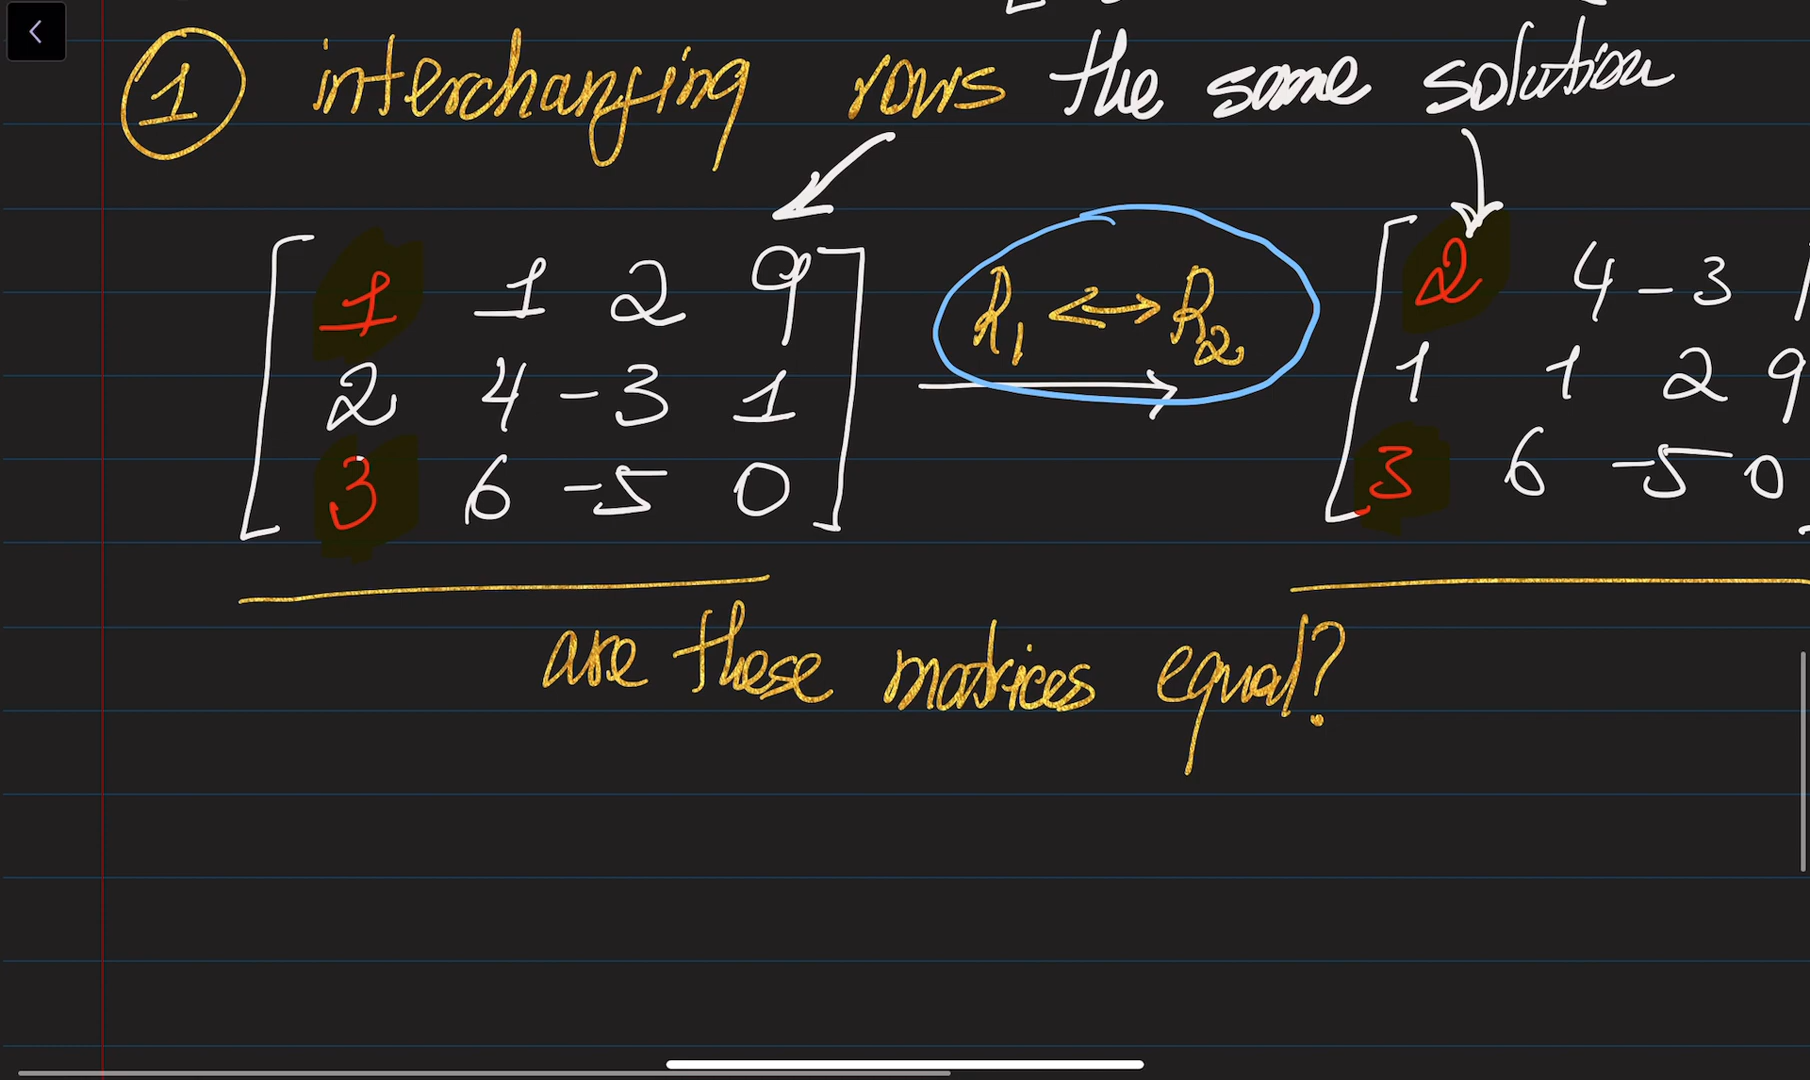 1 interchanging rows the same solution
1 1 2 9
2 4 -3 1
3 6 -5 0
R1 <-> R2
2 4 -3
1 1 2 9
3 6 -5 0
are these matrices equal?